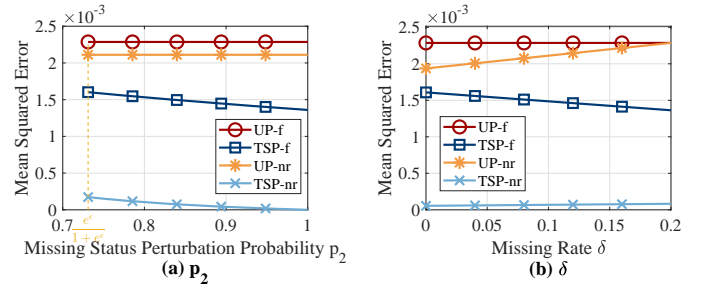 ×10⁻³
2.5
2
1.5
1
0.5
0
Mean Squared Error
UP-f
TSP-f
UP-nr
TSP-nr
0.7 0.8 0.9 1
e^ϵ
1 + e^ϵ
Missing Status Perturbation Probability p₂
(a) p₂
×10⁻³
2.5
2
1.5
1
0.5
0
Mean Squared Error
UP-f
TSP-f
UP-nr
TSP-nr
0 0.05 0.1 0.15 0.2
Missing Rate δ
(b) δ